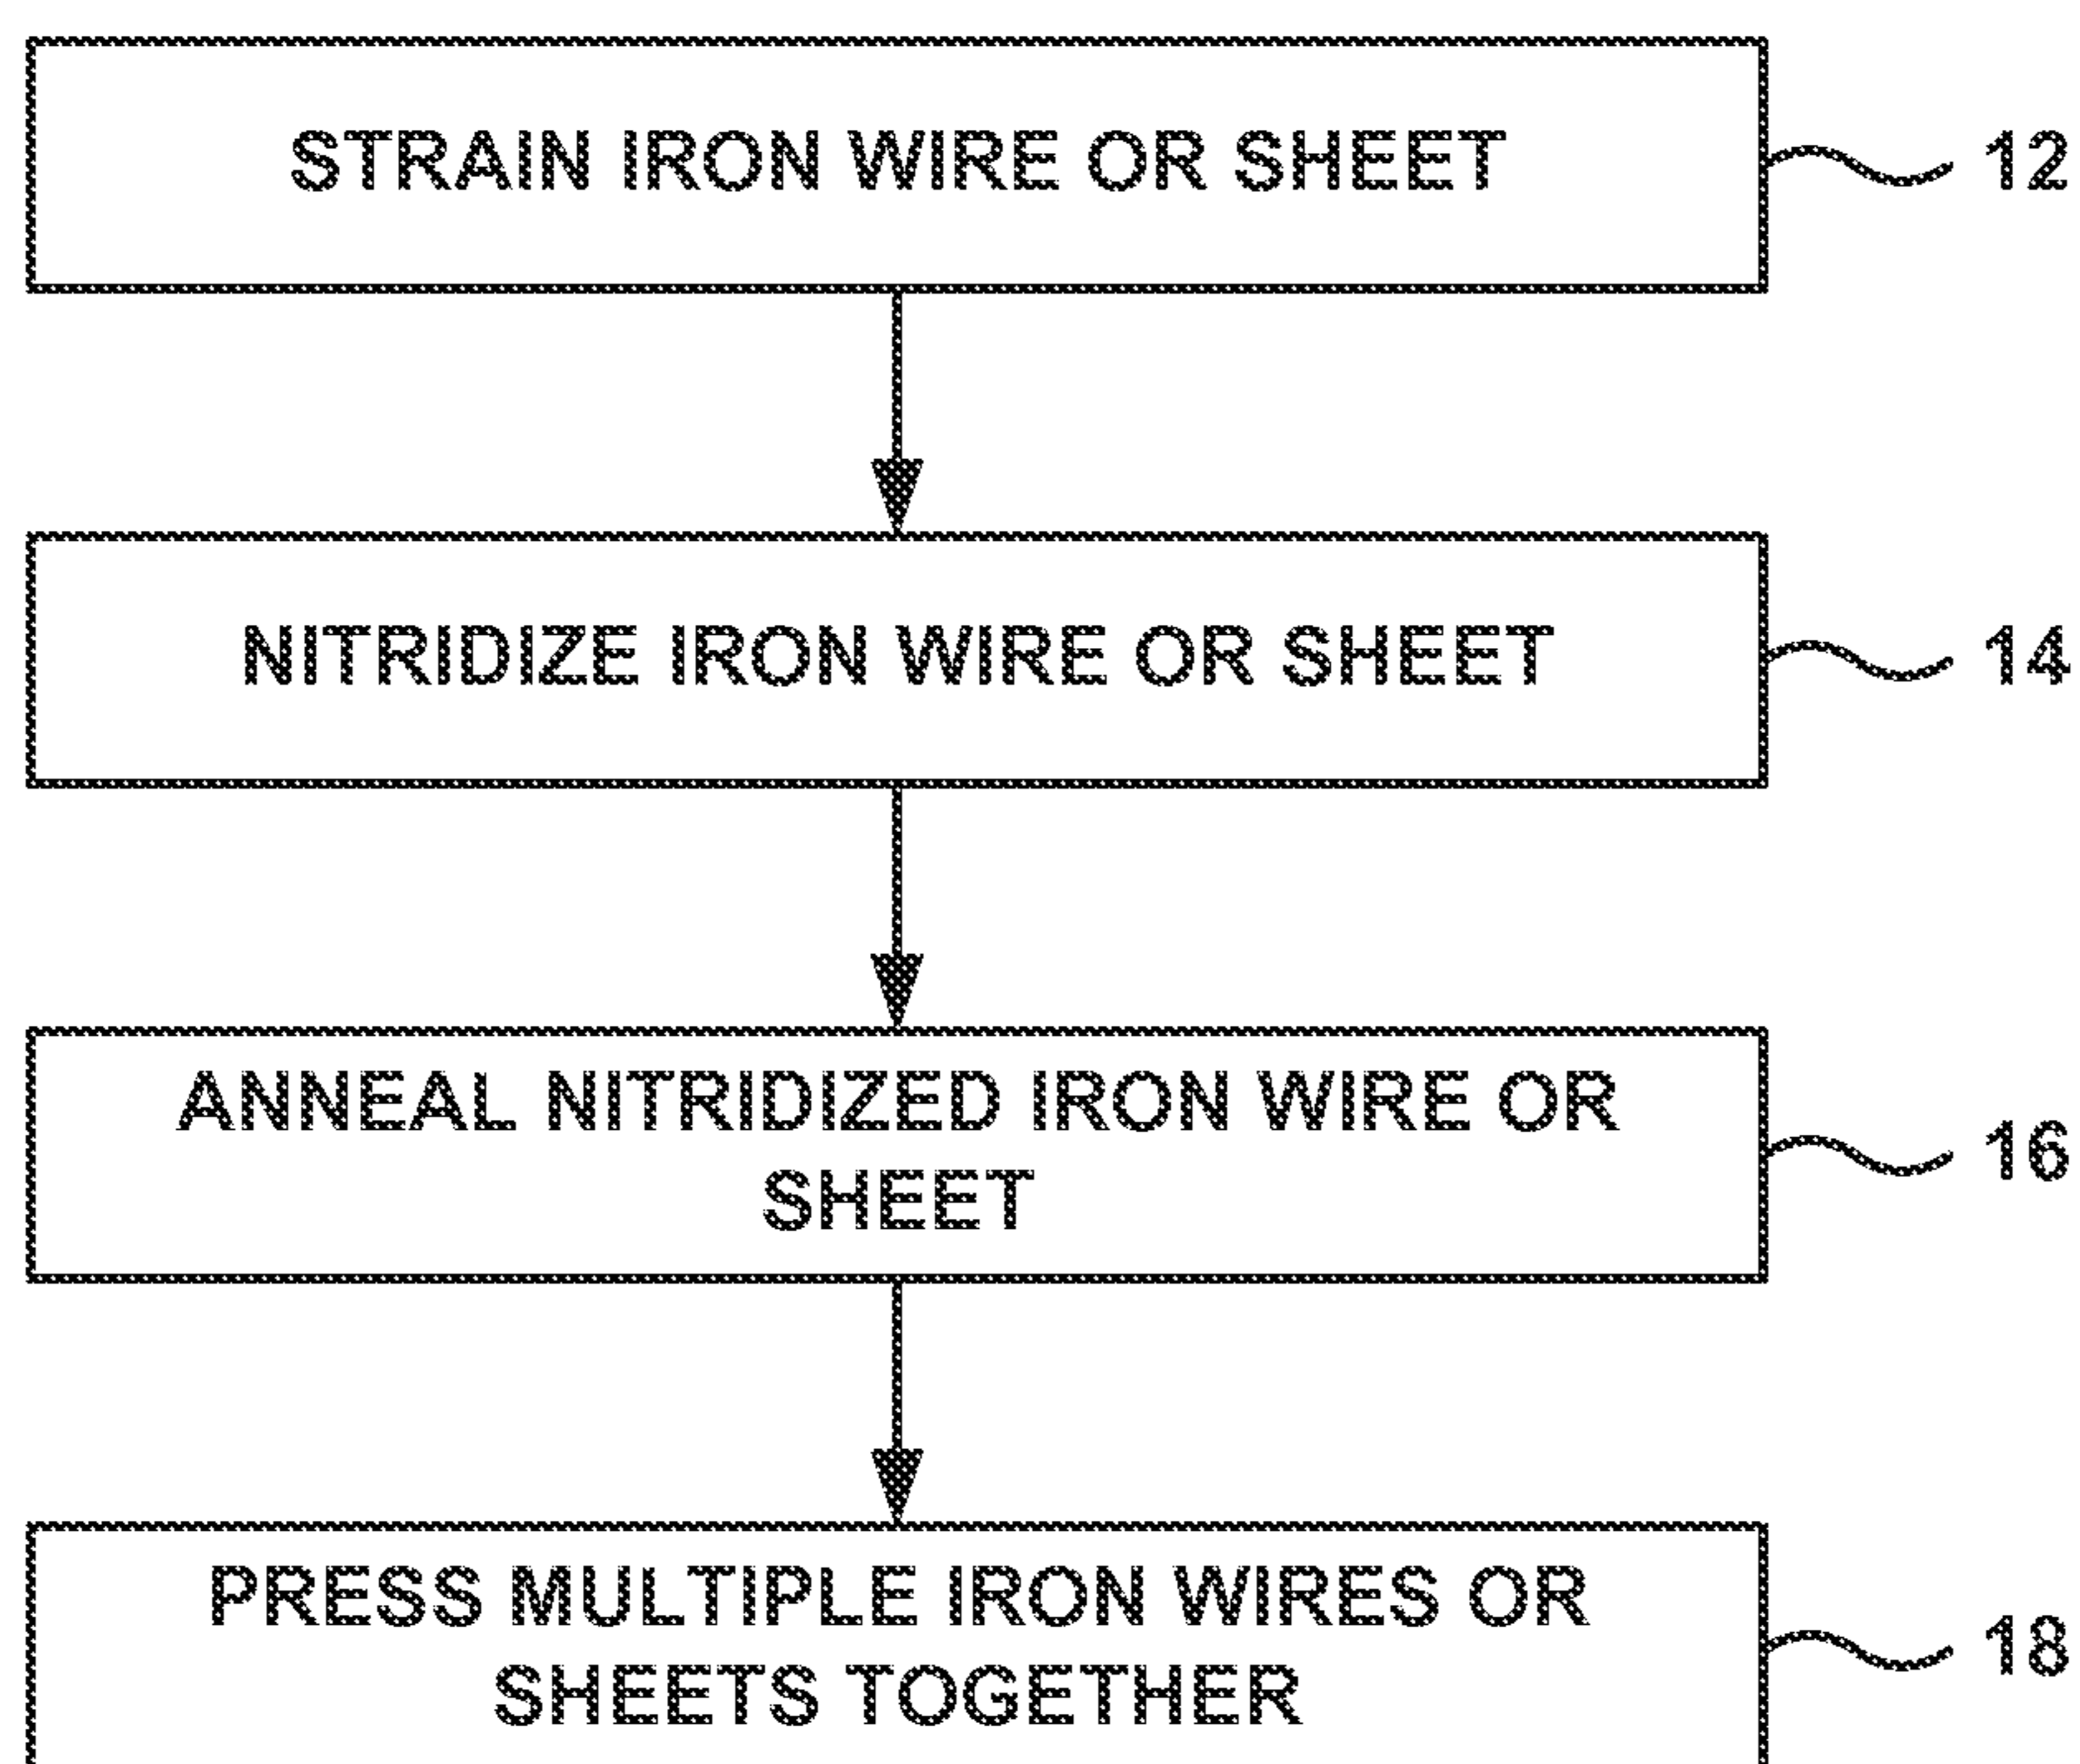 STRAIN IRON WIRE OR SHEET
12
NITRIDIZE IRON WIRE OR SHEET
14
ANNEAL NITRIDIZED IRON WIRE OR
SHEET
16
PRESS MULTIPLE IRON WIRES OR
SHEETS TOGETHER
18